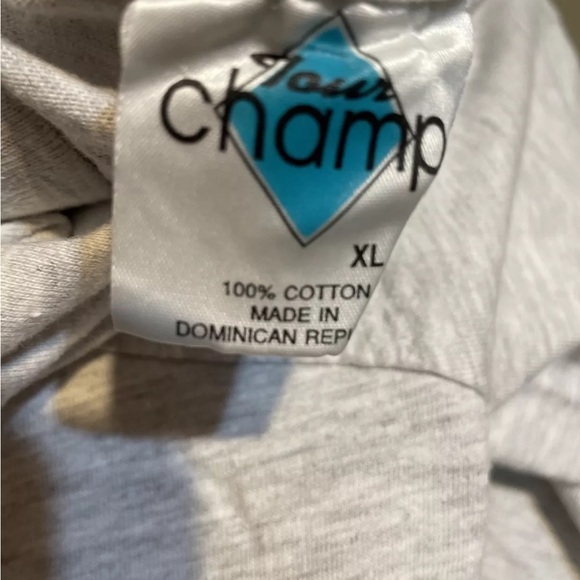 Tour
champ
XL
100% COTTON
MADE IN
DOMINICAN REP